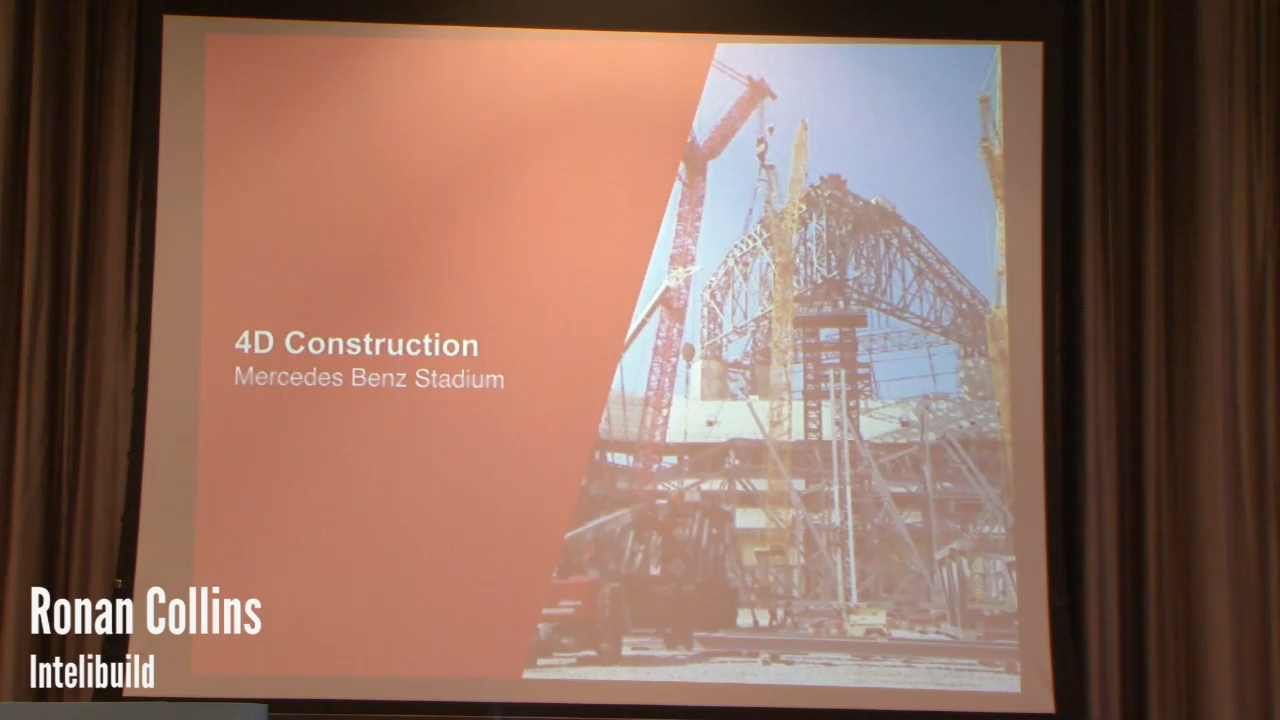 4D Construction
Mercedes Benz Stadium
Ronan Collins
Intelibuild